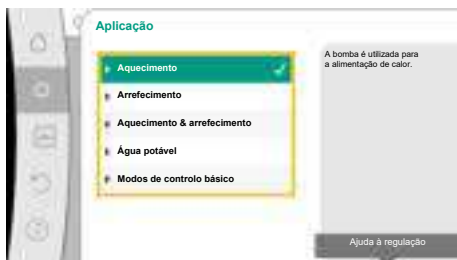 Aplicação
Aquecimento
Arrefecimento
Aquecimento & arrefecimento
Água potável
Modos de controlo básico
A bomba é utilizada para
a alimentação de calor.
Ajuda à regulação